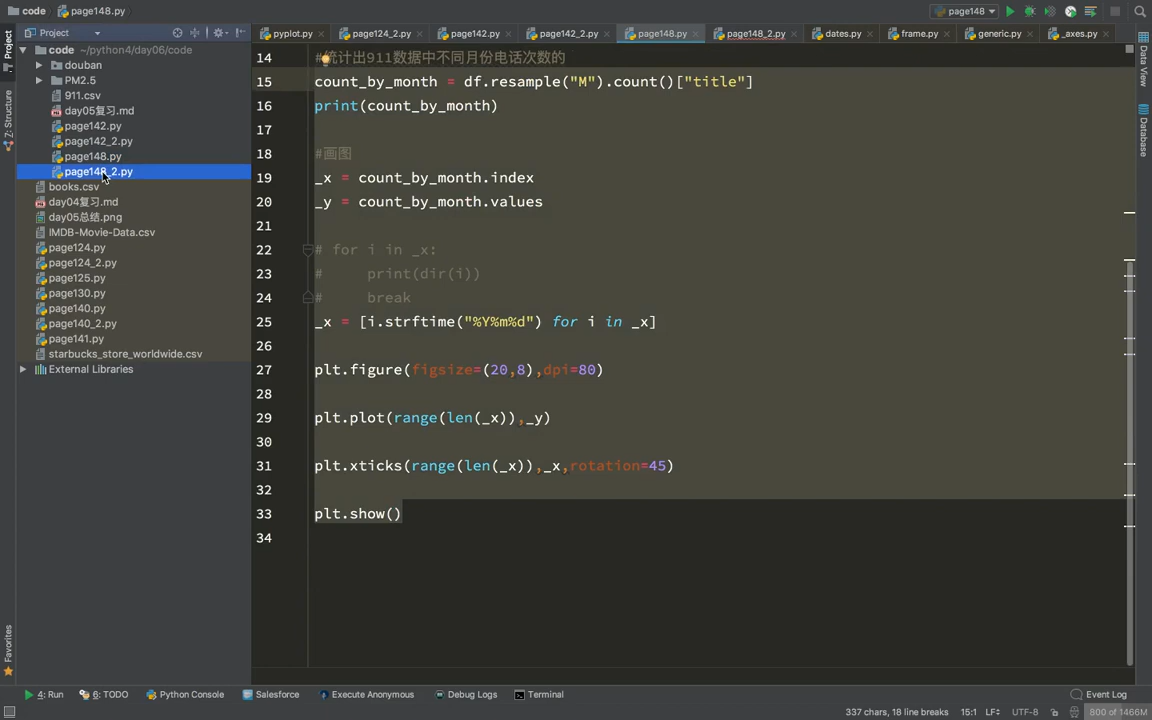 code page148.py
page148
Project
pyplot.py page124_2.py page142.py page142_2.py page148.py page148_2.py dates.py frame.py generic.py _axes.py
code ~/python4/day06/code
douban
PM2.5
911.csv
day05复习.md
page142.py
page142_2.py
page148.py
page148_2.py
books.csv
day04复习.md
day05总结.png
IMDB-Movie-Data.csv
page124.py
page124_2.py
page125.py
page130.py
page140.py
page140_2.py
page141.py
starbucks_store_worldwide.csv
External Libraries
14 #统计出911数据中不同月份电话次数的
15 count_by_month = df.resample("M").count()["title"]
16 print(count_by_month)
17
18 #画图
19 _x = count_by_month.index
20 _y = count_by_month.values
21
22 # for i in _x:
23 #     print(dir(i))
24 #     break
25 _x = [i.strftime("%Y%m%d") for i in _x]
26
27 plt.figure(figsize=(20,8),dpi=80)
28
29 plt.plot(range(len(_x)),_y)
30
31 plt.xticks(range(len(_x)),_x,rotation=45)
32
33 plt.show()
34
Project
Z: Structure
Favorites
Data View
Database
4: Run 6: TODO Python Console Salesforce Execute Anonymous Debug Logs Terminal Event Log
337 chars, 18 line breaks 15:1 LF÷ UTF-8 800 of 1466M